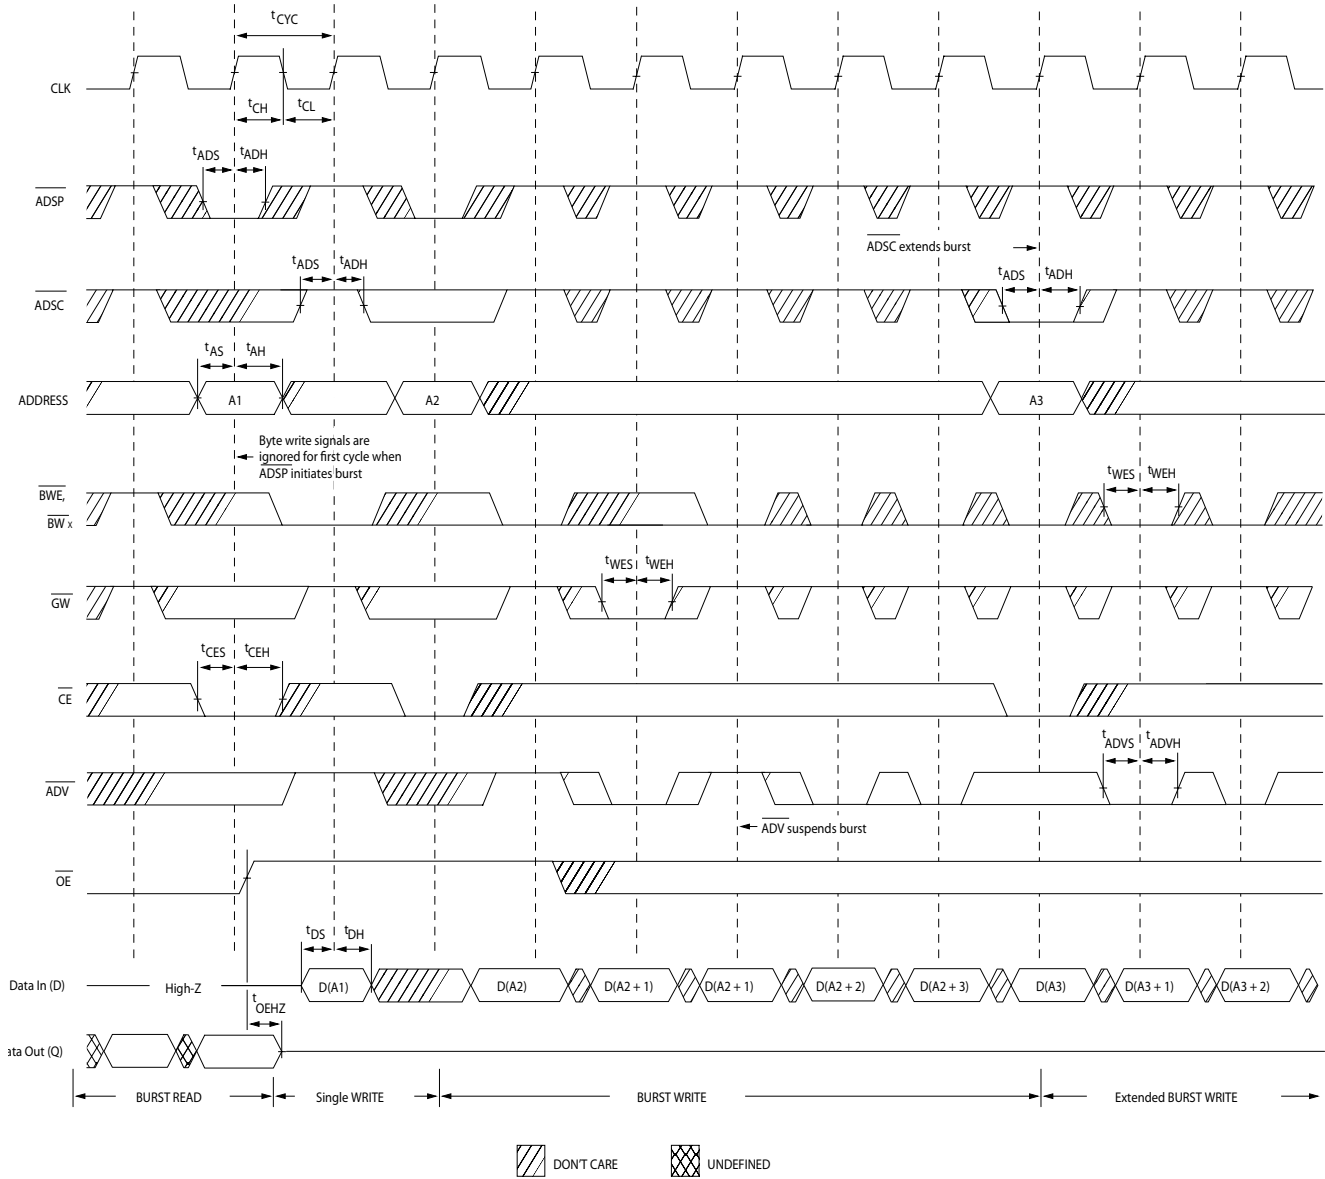 tCYC
CLK
tCH tCL
tADS tADH
ADSP
ADSC extends burst
tADS tADH
tADS tADH
ADSC
tAS tAH
ADDRESS A1 A2 A3
Byte write signals are
ignored for first cycle when
ADSP initiates burst
tWES tWEH
BWE,
BW X
tWES tWEH
GW
tCES tCEH
CE
tADVS tADVH
ADV
ADV suspends burst
OE
tDS tDH
Data In (D) High-Z D(A1) D(A2) D(A2 + 1) D(A2 + 1) D(A2 + 2) D(A2 + 3) D(A3) D(A3 + 1) D(A3 + 2)
tOEHZ
ata Out (Q)
BURST READ Single WRITE BURST WRITE Extended BURST WRITE
DON'T CARE UNDEFINED